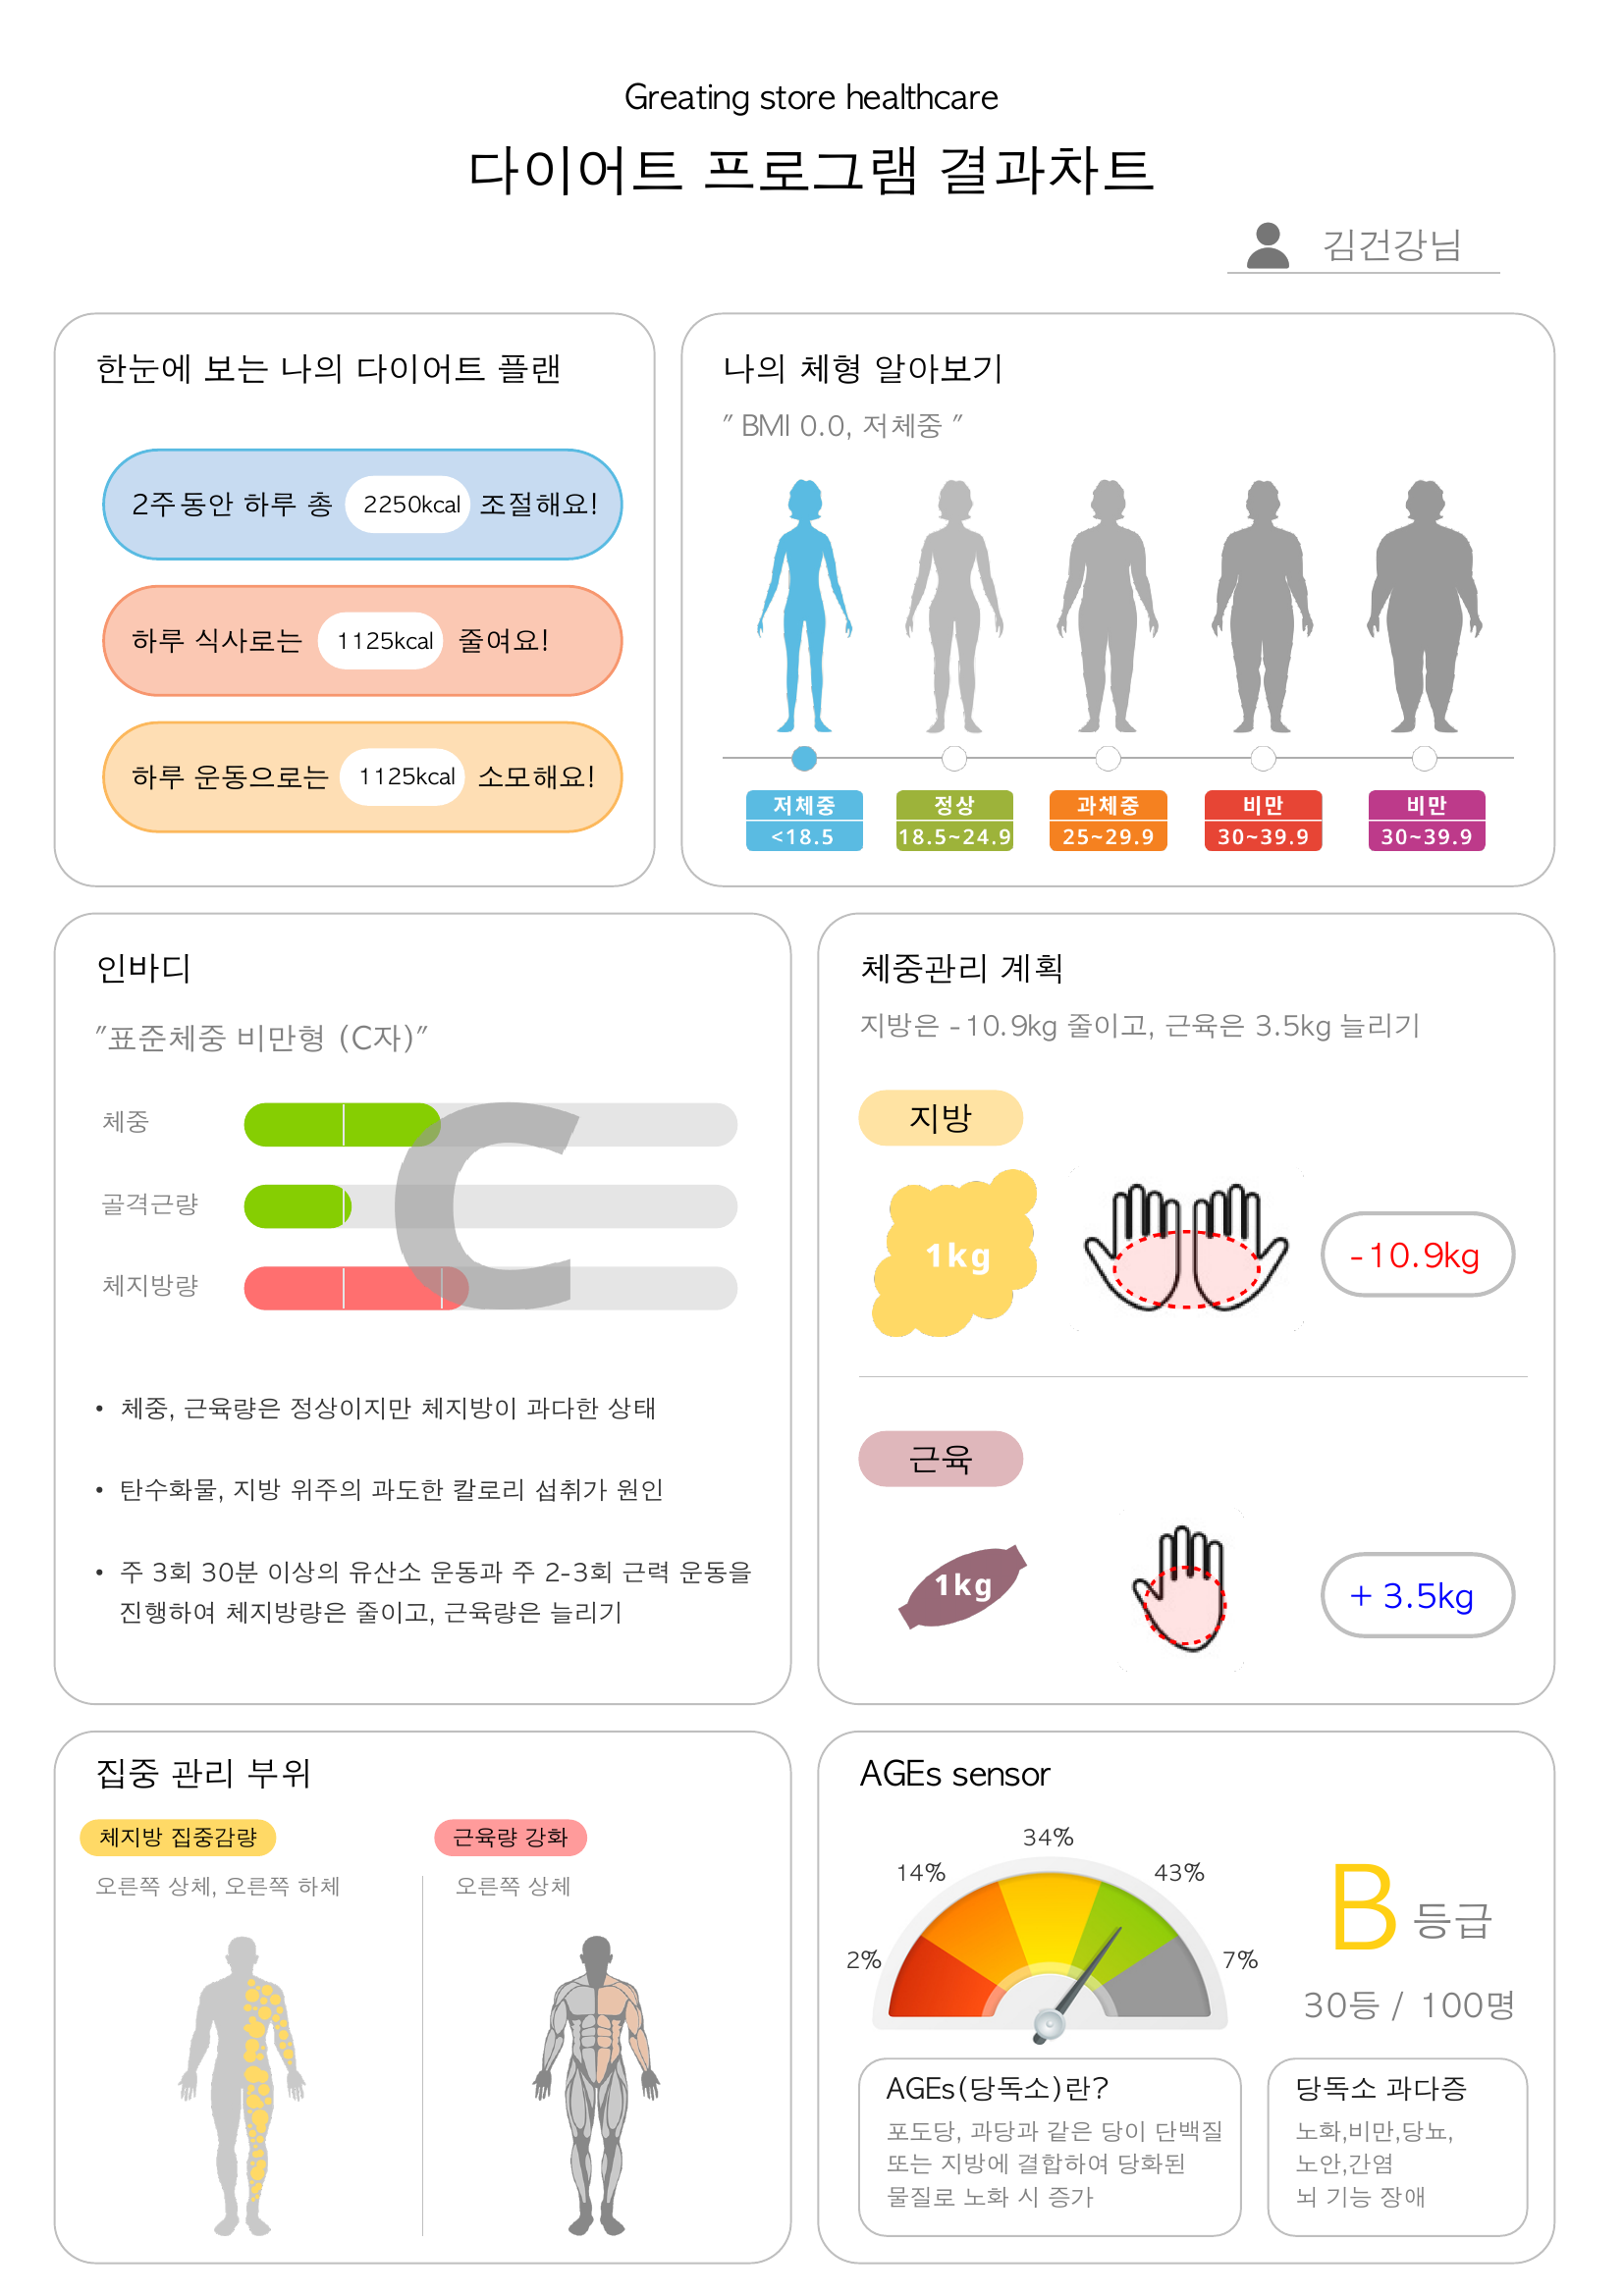 Greating store healthcare
다이어트 프로그램 결과차트
김건강님
한눈에 보는 나의 다이어트 플랜
2주동안 하루 총 2250kcal 조절해요!
하루 식사로는 1125kcal 줄여요!
하루 운동으로는 1125kcal 소모해요!
나의 체형 알아보기
" BMI 0.0, 저체중 "
저체중 정상 과체중 비만 비만
<18.5 18.5~24.9 25~29.9 30~39.9 30~39.9
인바디
"표준체중 비만형 (C자)"
체중
골격근량
체지방량
C
• 체중, 근육량은 정상이지만 체지방이 과다한 상태
• 탄수화물, 지방 위주의 과도한 칼로리 섭취가 원인
• 주 3회 30분 이상의 유산소 운동과 주 2-3회 근력 운동을
진행하여 체지방량은 줄이고, 근육량은 늘리기
체중관리 계획
지방은 -10.9kg 줄이고, 근육은 3.5kg 늘리기
지방
1kg
-10.9kg
근육
1kg
+ 3.5kg
집중 관리 부위
체지방 집중감량
오른쪽 상체, 오른쪽 하체
근육량 강화
오른쪽 상체
AGEs sensor
2% 14% 34% 43% 7%
B 등급
30등 / 100명
AGEs(당독소)란?
포도당, 과당과 같은 당이 단백질
또는 지방에 결합하여 당화된
물질로 노화 시 증가
당독소 과다증
노화,비만,당뇨,
노안,간염
뇌 기능 장애